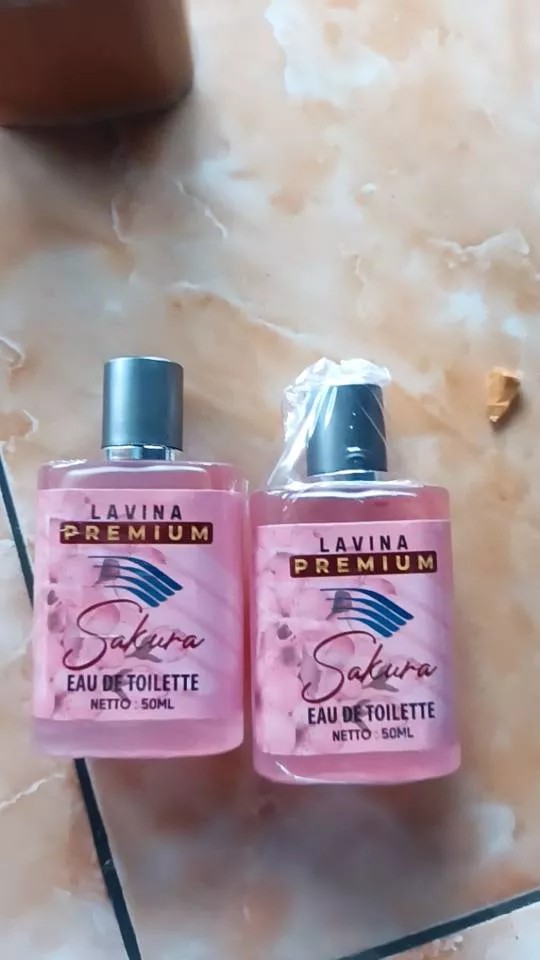 LAVINA
PREMIUM
Sakura
EAU DE TOILETTE
NETTO : 50ML
LAVINA
PREMIUM
Sakura
EAU DE TOILETTE
NETTO : 50ML